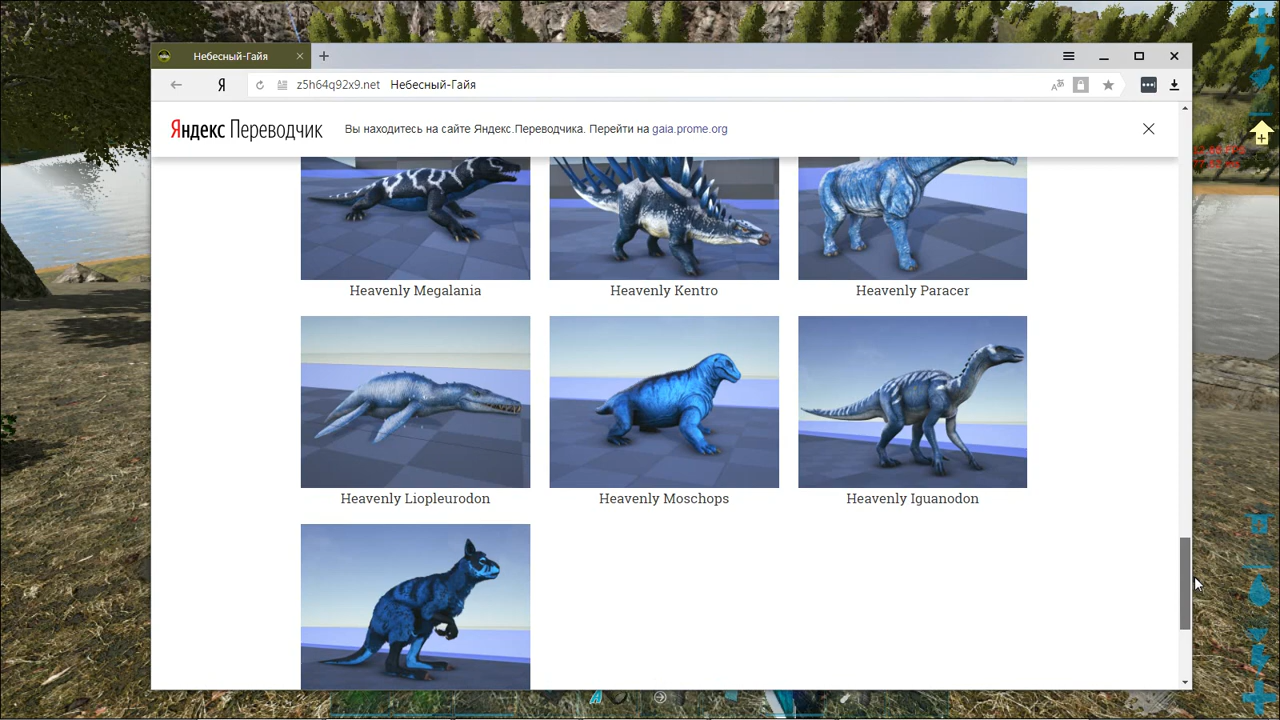 Небесный-Гайя
Я z5h64q92x9.net Небесный-Гайя
Яндекс Переводчик Вы находитесь на сайте Яндекс.Переводчика. Перейти на gaia.prome.org
Heavenly Megalania
Heavenly Kentro
Heavenly Paracer
Heavenly Liopleurodon
Heavenly Moschops
Heavenly Iguanodon